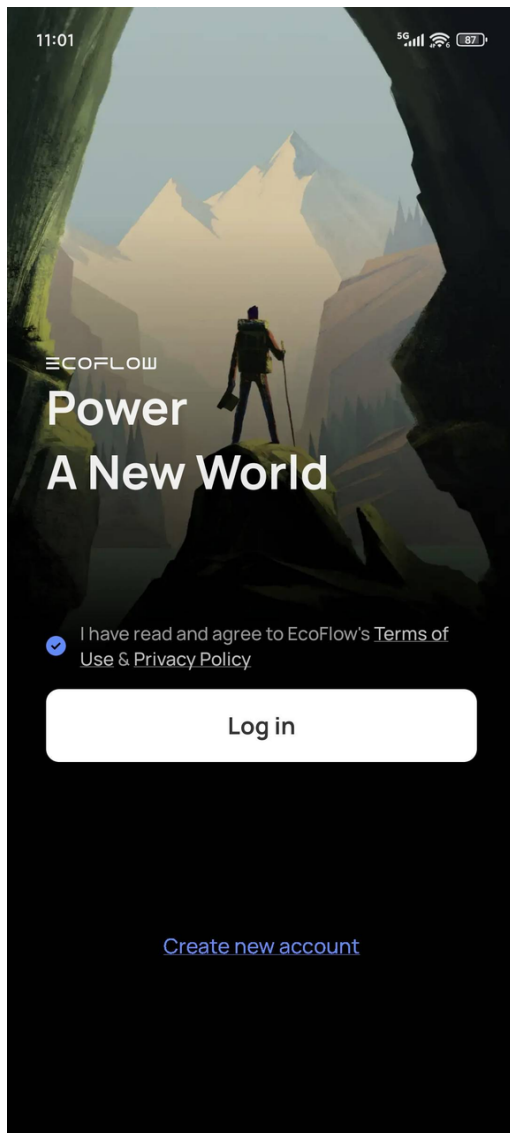 11:01
5G
87
ECOFLOW
Power
A New World
I have read and agree to EcoFlow's Terms of
Use & Privacy Policy
Log in
Create new account